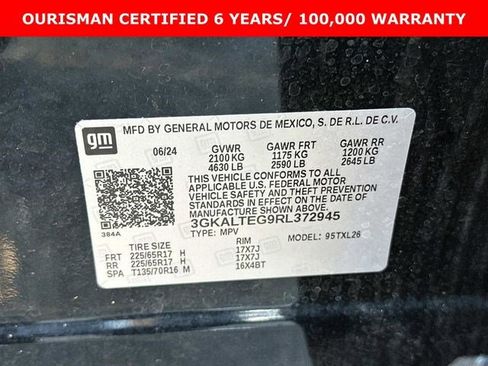 OURISMAN CERTIFIED 6 YEARS/ 100,000 WARRANTY
gm
MFD BY GENERAL MOTORS DE MEXICO, S. DE R.L. DE C.V.
06/24 GVWR GAWR FRT GAWR RR
2100 KG 1175 KG 1200 KG
4630 LB 2590 LB 2645 LB
THIS VEHICLE CONFORMS TO ALL
APPLICABLE U.S. FEDERAL MOTOR
VEHICLE SAFETY AND THEFT PREVENTION
STANDARDS IN EFFECT ON THE DATE OF
MANUFACTURE SHOWN ABOVE.
3GKALTEG9RL372945
384A TYPE: MPV MODEL: 95TXL26
TIRE SIZE RIM
FRT 225/65R17 H 17X7J
RR 225/65R17 H 17X7J
SPA T135/70R16 M 16X4BT